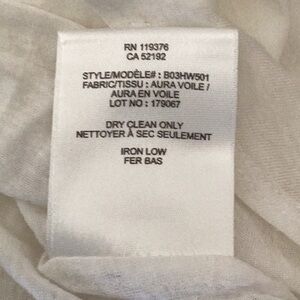 RN 119376
CA 52192
STYLE/MODÈLE# : B03HW501
FABRIC/TISSU : AURA VOILE /
AURA EN VOILE
LOT NO : 179067
DRY CLEAN ONLY
NETTOYER À SEC SEULEMENT
IRON LOW
FER BAS